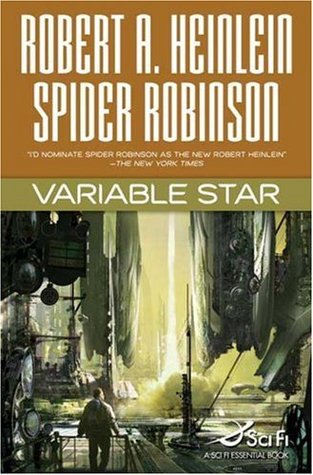 ROBERT A. HEINLEIN
SPIDER ROBINSON
"I'D NOMINATE SPIDER ROBINSON AS THE NEW ROBERT HEINLEIN"
—THE NEW YORK TIMES
VARIABLE STAR
SCI FI
A SCI FI ESSENTIAL BOOK